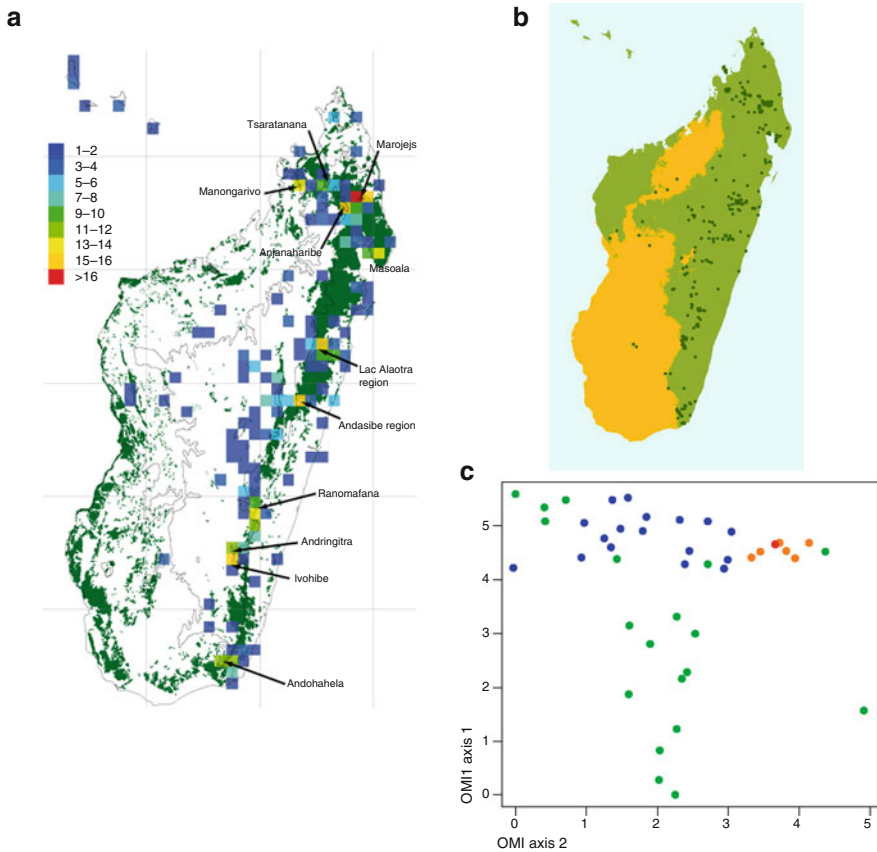 a
b
Tsaratanana
Marojejs
1–2
3–4
5–6
7–8
9–10
11–12
13–14
15–16
>16
Manongarivo
Anjanaharibe
Masoala
Lac Alaotra
region
Andasibe region
Ranomafana
Andringitra
Ivohibe
Andohahela
c
5
4
3
2
1
0
OMI1 axis 1
0 1 2 3 4 5
OMI axis 2